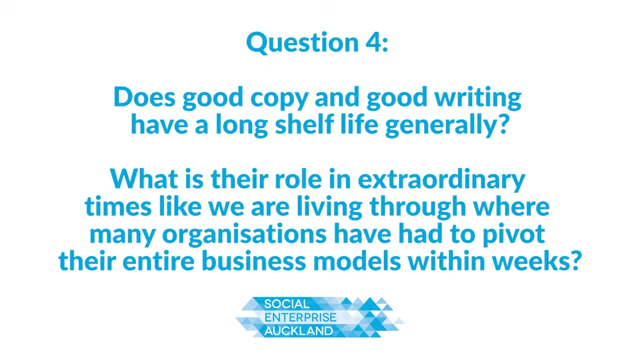 Question 4:
Does good copy and good writing
have a long shelf life generally?
What is their role in extraordinary
times like we are living through where
many organisations have had to pivot
their entire business models within weeks?
SOCIAL
ENTERPRISE
AUCKLAND